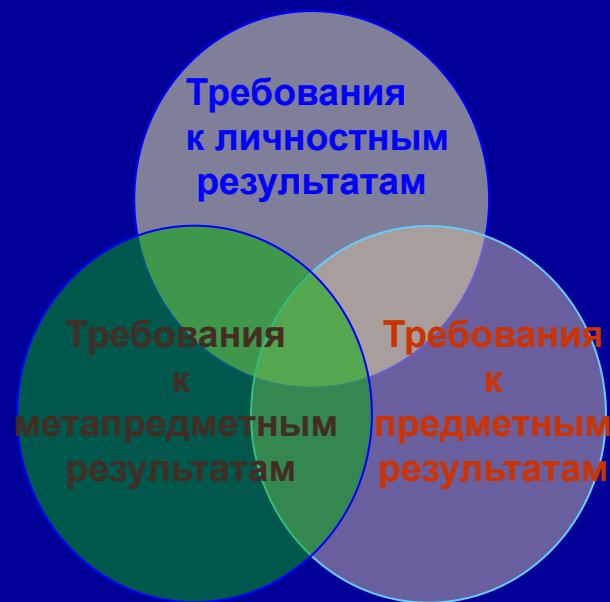 Требования
к личностным
результатам
Требования
к
метапредметным
результатам
Требования
к
предметным
результатам